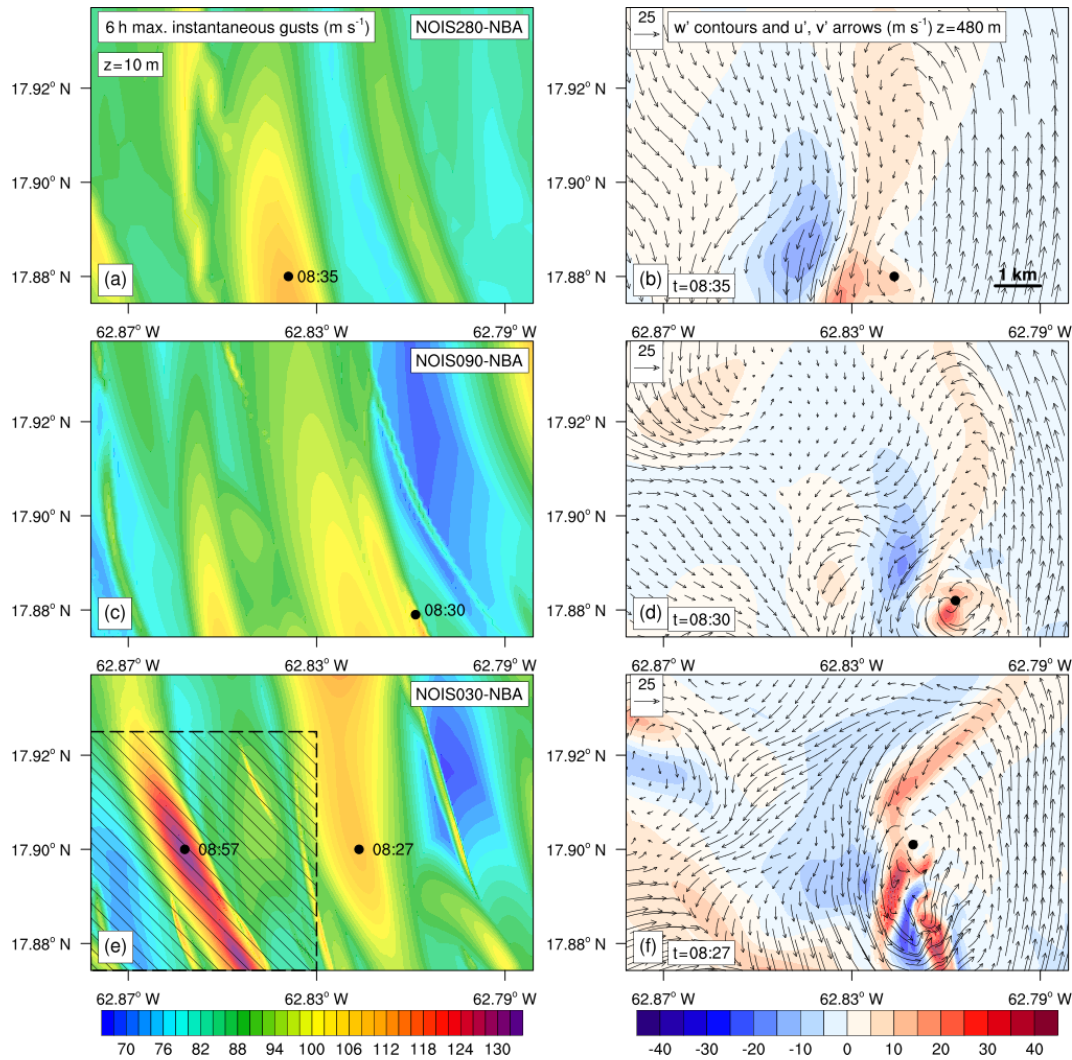 6 h max. instantaneous gusts (m s⁻¹)
NOIS280-NBA
z=10 m
17.92° N
17.90° N
17.88° N
08:35
(a)
62.87° W
62.83° W
62.79° W
25
w' contours and u', v' arrows (m s⁻¹) z=480 m
17.92° N
17.90° N
17.88° N
1 km
(b)
t=08:35
62.87° W
62.83° W
62.79° W
NOIS090-NBA
17.92° N
17.90° N
17.88° N
08:30
(c)
62.87° W
62.83° W
62.79° W
25
17.92° N
17.90° N
17.88° N
(d)
t=08:30
62.87° W
62.83° W
62.79° W
NOIS030-NBA
17.92° N
17.90° N
17.88° N
08:57
08:27
(e)
62.87° W
62.83° W
62.79° W
25
17.92° N
17.90° N
17.88° N
(f)
t=08:27
62.87° W
62.83° W
62.79° W
70 76 82 88 94 100 106 112 118 124 130
-40 -30 -20 -10 0 10 20 30 40